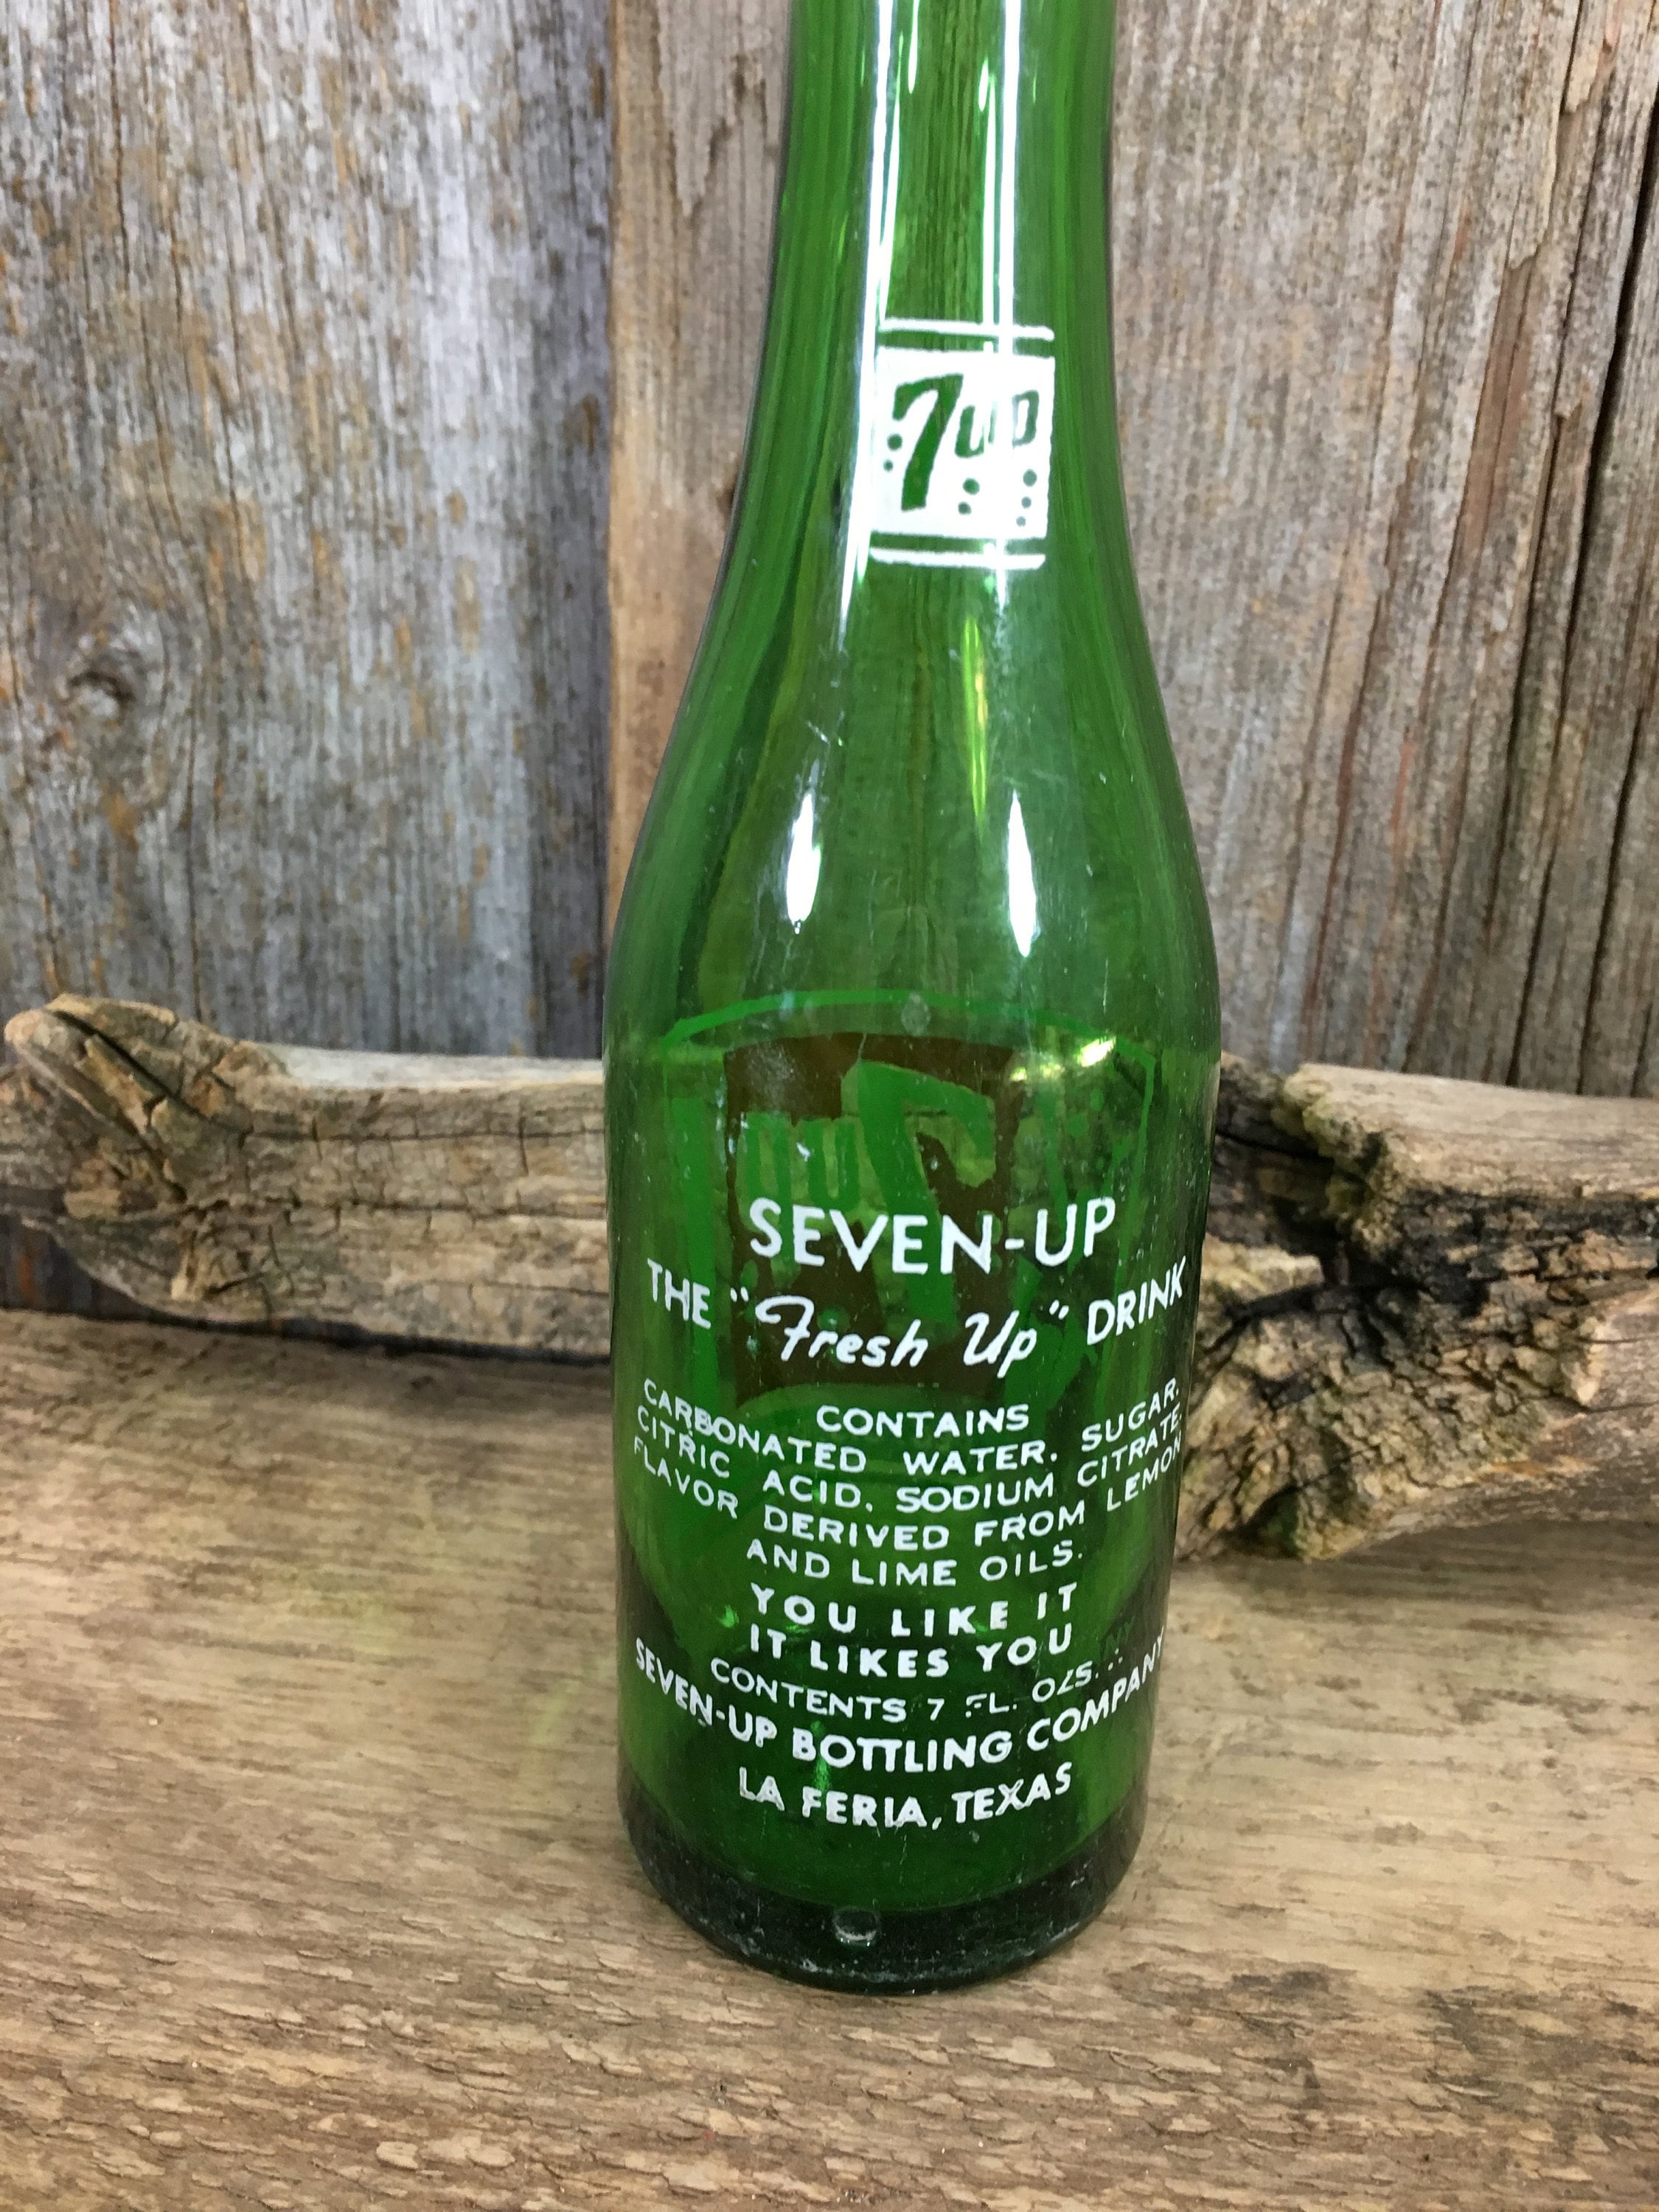 7up
SEVEN-UP
THE "Fresh Up" DRINK
CONTAINS
CARBONATED WATER, SUGAR,
CITRIC ACID, SODIUM CITRATE,
FLAVOR DERIVED FROM LEMON
AND LIME OILS.
YOU LIKE IT
IT LIKES YOU
CONTENTS 7 FL. OZS.
SEVEN-UP BOTTLING COMPANY
LA FERIA, TEXAS